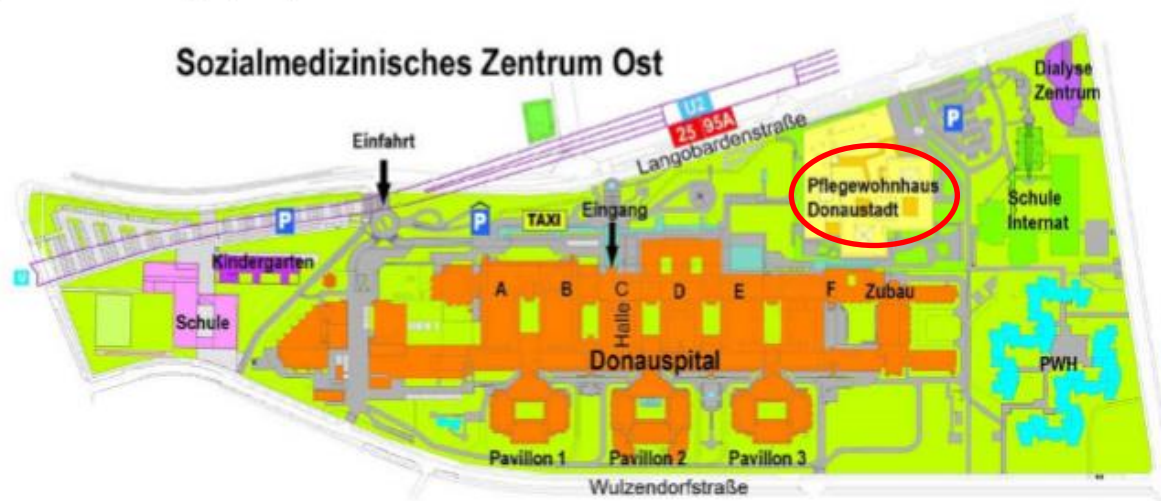 Sozialmedizinisches Zentrum Ost
Dialyse
Zentrum
U2
25 95A
Langobardenstraße
P
Einfahrt
Pflegewohnhaus
Donaustadt
Schule
Internat
P
P
TAXI
Eingang
Kindergarten
Schule
A
B
C
D
E
F
Zubau
Halle
Donauspital
PWH
Pavillon 1
Pavillon 2
Pavillon 3
Wulzendorfstraße